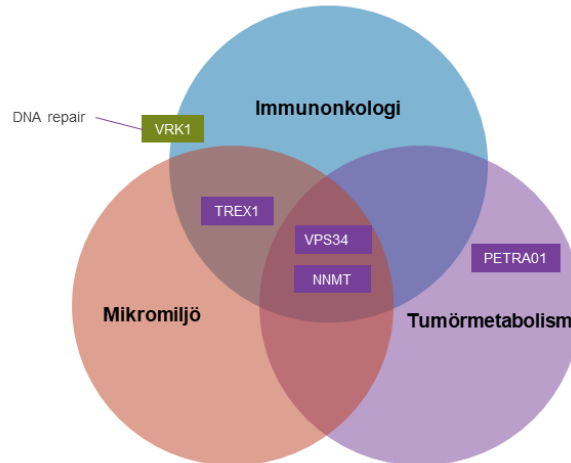 Immunonkologi
DNA repair
VRK1
TREX1
VPS34
PETRA01
NNMT
Mikromiljö
Tumörmetabolism